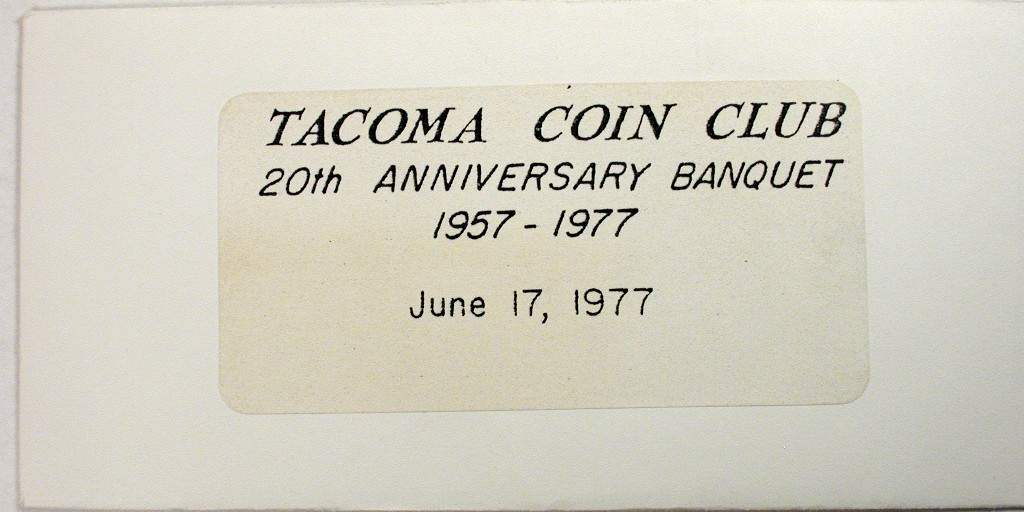 TACOMA COIN CLUB
20th ANNIVERSARY BANQUET
1957 - 1977
June 17, 1977